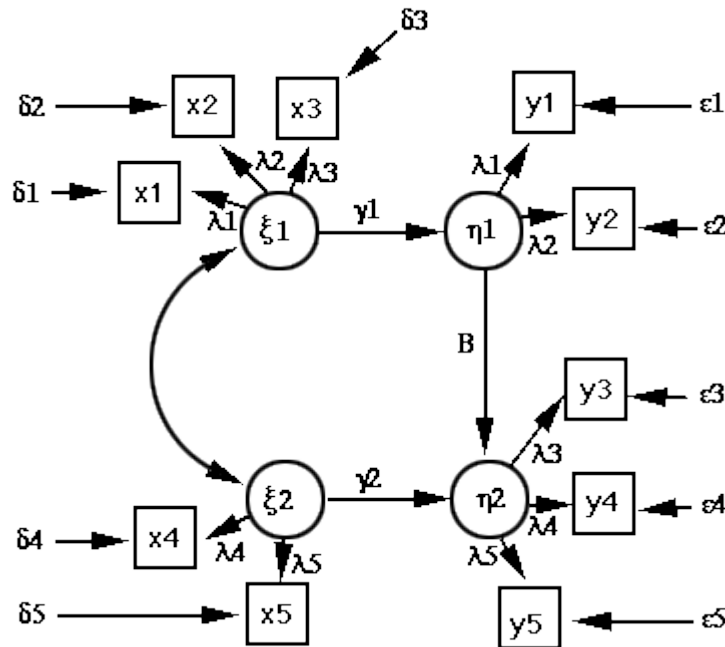 δ3
δ2 x2 x3 y1 ε1
λ2 λ3 λ1
δ1 x1 λ1 ξ1 γ1 η1 λ2 y2 ε2
B
y3 ε3
λ3
ξ2 γ2 η2 y4 ε4
δ4 x4 λ4 λ5 λ5 λ4
δ5 x5 y5 ε5